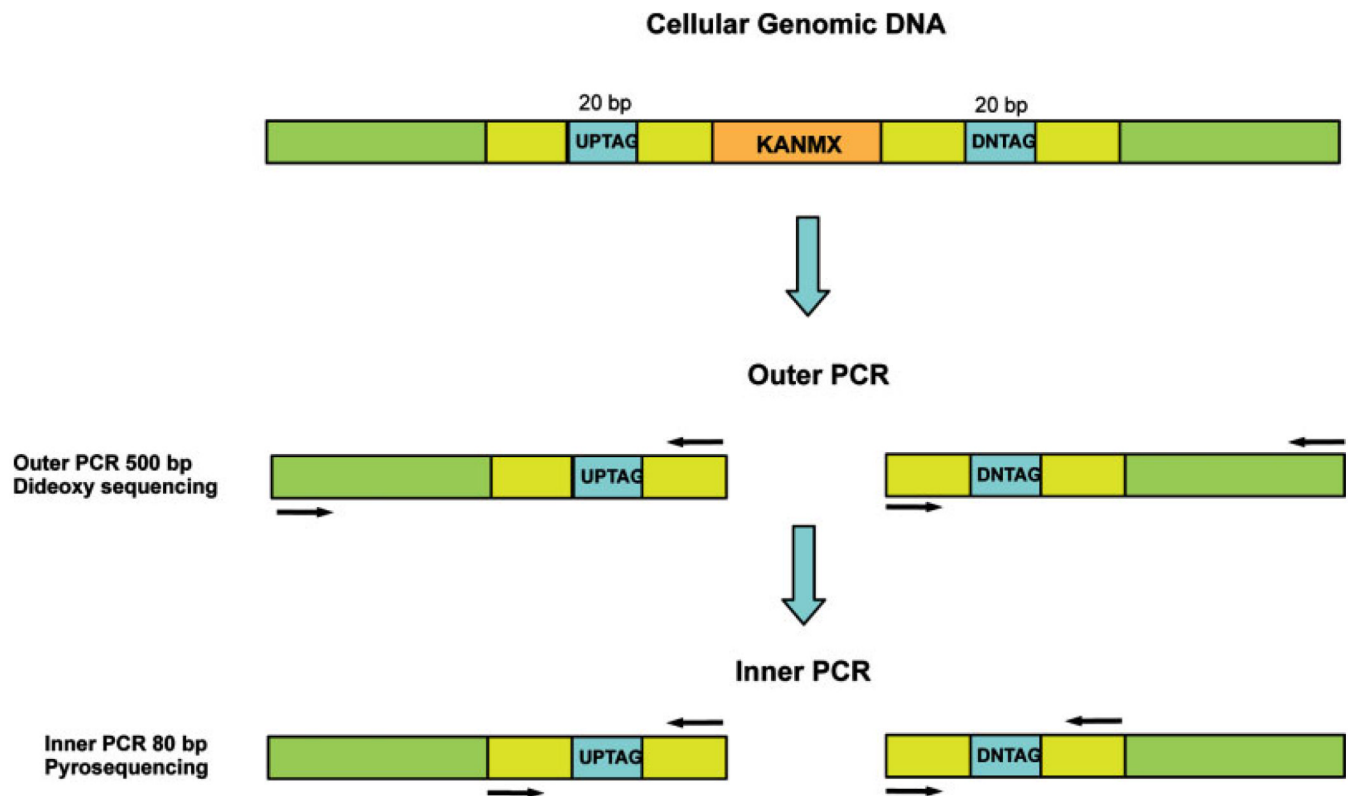 Cellular Genomic DNA
20 bp
20 bp
UPTAG
KANMX
DNTAG
Outer PCR
Outer PCR 500 bp
Dideoxy sequencing
UPTAG
DNTAG
Inner PCR
Inner PCR 80 bp
Pyrosequencing
UPTAG
DNTAG